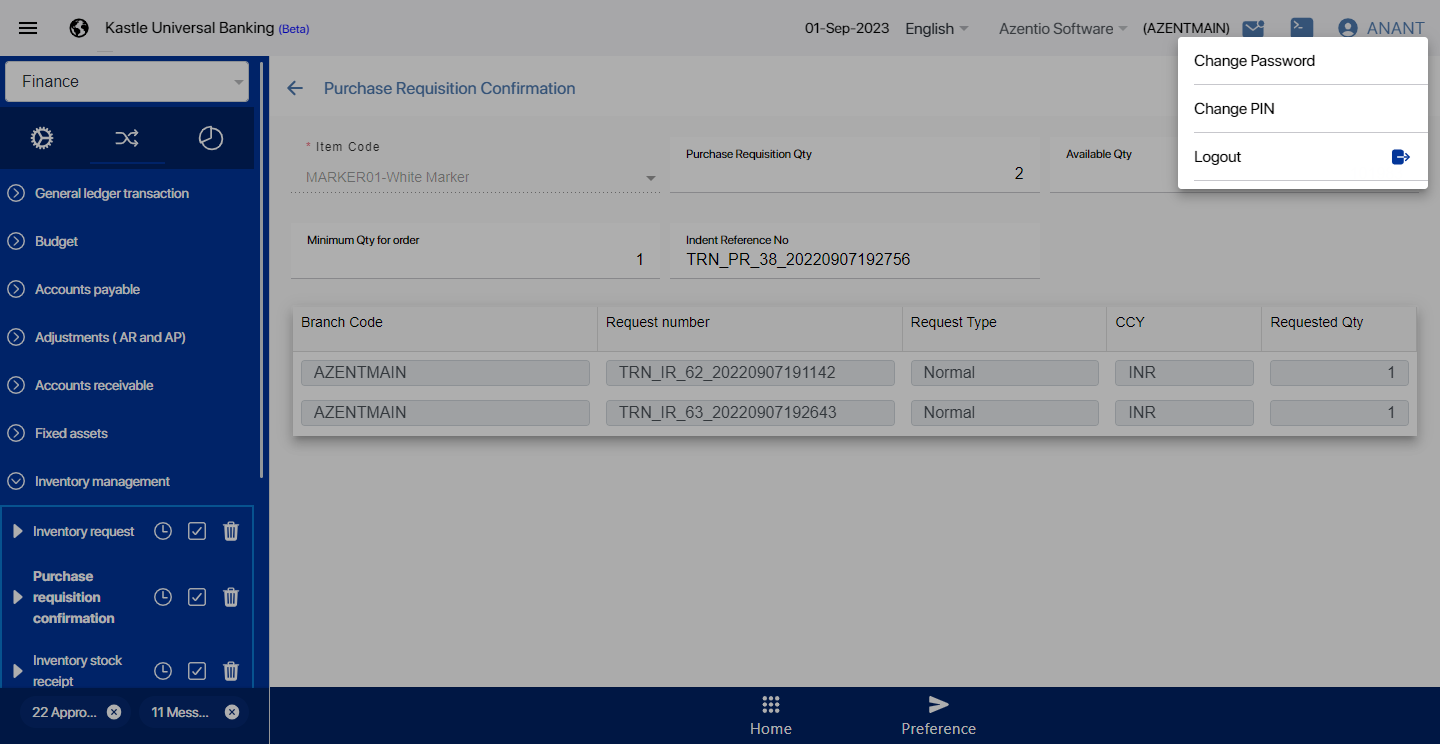 Kastle Universal Banking (Beta)
01-Sep-2023
English
Azentio Software
(AZENTMAIN)
ANANT
Change Password
Change PIN
Logout
Finance
General ledger transaction
Budget
Accounts payable
Adjustments ( AR and AP)
Accounts receivable
Fixed assets
Inventory management
Inventory request
Purchase
requisition
confirmation
Inventory stock
receipt
22 Appro...
11 Mess...
Purchase Requisition Confirmation
* Item Code
MARKER01-White Marker
Purchase Requisition Qty
2
Available Qty
Minimum Qty for order
1
Indent Reference No
TRN_PR_38_20220907192756
Branch Code Request number Request Type CCY Requested Qty
AZENTMAIN TRN_IR_62_20220907191142 Normal INR 1
AZENTMAIN TRN_IR_63_20220907192643 Normal INR 1
Home
Preference